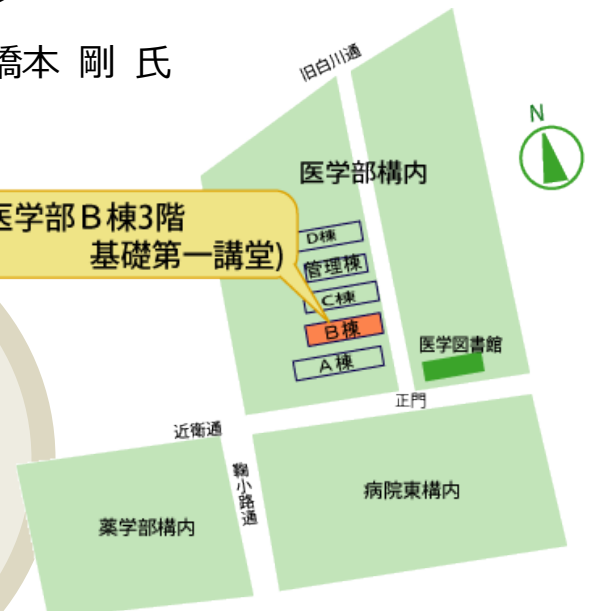 橋本 剛 氏
旧白川通
N
医学部構内
医学部B棟3階
基礎第一講堂)
D棟
管理棟
C棟
B棟
A棟
医学図書館
正門
近衛通
鞠小路通
病院東構内
薬学部構内